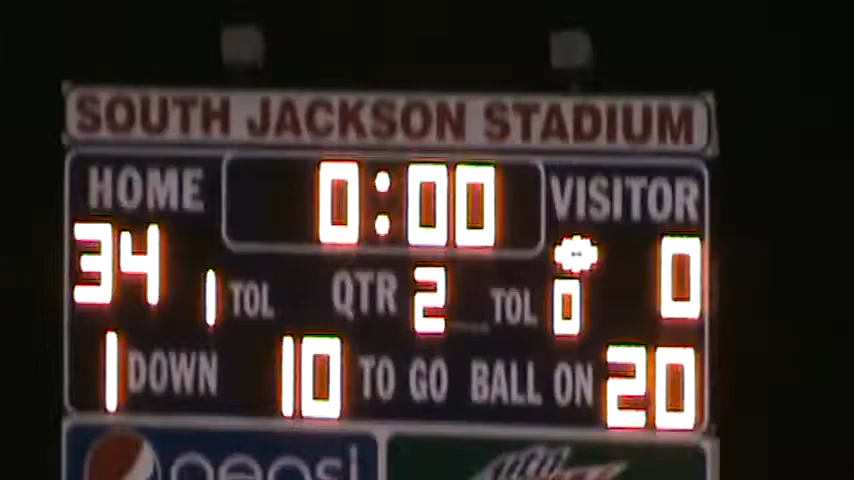 SOUTH JACKSON STADIUM
HOME 0:00 VISITOR
34 1 TOL QTR 2 TOL 0 0
1 DOWN 10 TO GO BALL ON 20
pepsi